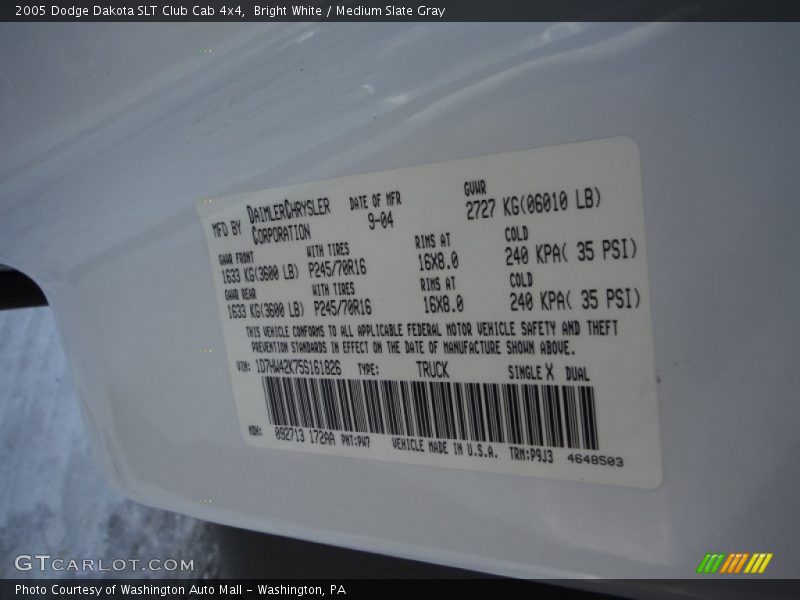 2005 Dodge Dakota SLT Club Cab 4x4,  Bright White / Medium Slate Gray
MFD BY DAIMLERCHRYSLER CORPORATION
DATE OF MFR 9-04
GVWR 2727 KG(06010 LB)
GAWR FRONT WITH TIRES RIMS AT COLD
1633 KG(3600 LB) P245/70R16 16X8.0 240 KPA( 35 PSI)
GAWR REAR WITH TIRES RIMS AT COLD
1633 KG(3600 LB) P245/70R16 16X8.0 240 KPA( 35 PSI)
THIS VEHICLE CONFORMS TO ALL APPLICABLE FEDERAL MOTOR VEHICLE SAFETY AND THEFT
PREVENTION STANDARDS IN EFFECT ON THE DATE OF MANUFACTURE SHOWN ABOVE.
VIN: 1D7HW42K75S161826 TYPE: TRUCK SINGLE X DUAL
MDH: 092713 172AA PNT:PW7 VEHICLE MADE IN U.S.A. TRM:P9J3 4648503
GTCARLOT.COM
Photo Courtesy of Washington Auto Mall - Washington, PA